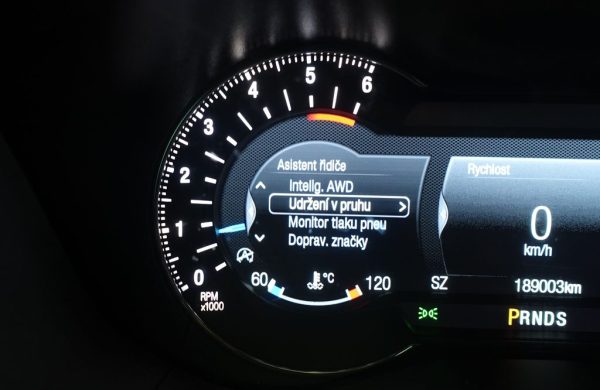 6
5
4
3
2
1
0
RPM
x1000
Asistent řidiče
Intelig. AWD
Udržení v pruhu >
Monitor tlaku pneu
Doprav. značky
60 °C 120
Rychlost
0
km/h
SZ 189003km
PRNDS